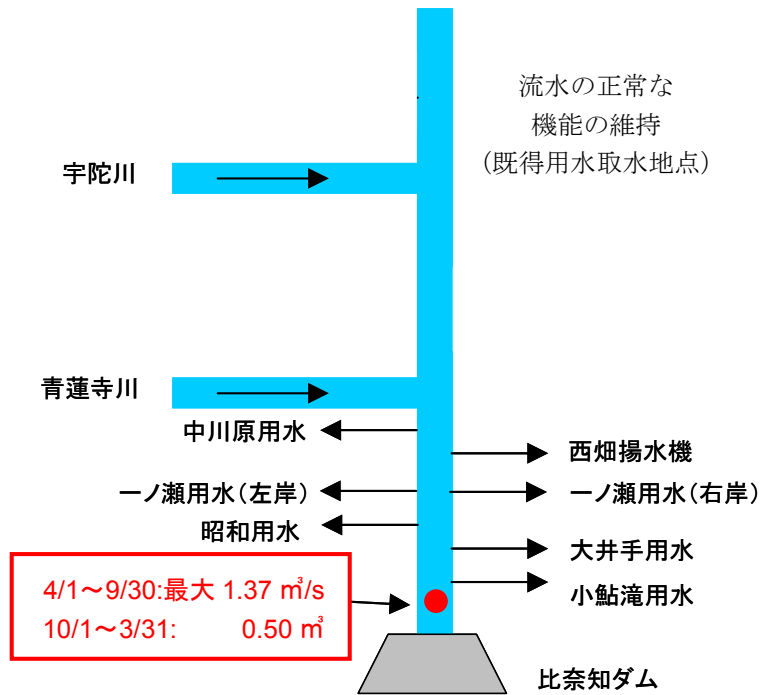 流水の正常な
機能の維持
(既得用水取水地点)
宇陀川
青蓮寺川
中川原用水
西畑揚水機
一ノ瀬用水(左岸)
一ノ瀬用水(右岸)
昭和用水
大井手用水
4/1~9/30:最大 1.37 ㎥/s
10/1~3/31: 0.50 ㎥
小鮎滝用水
比奈知ダム